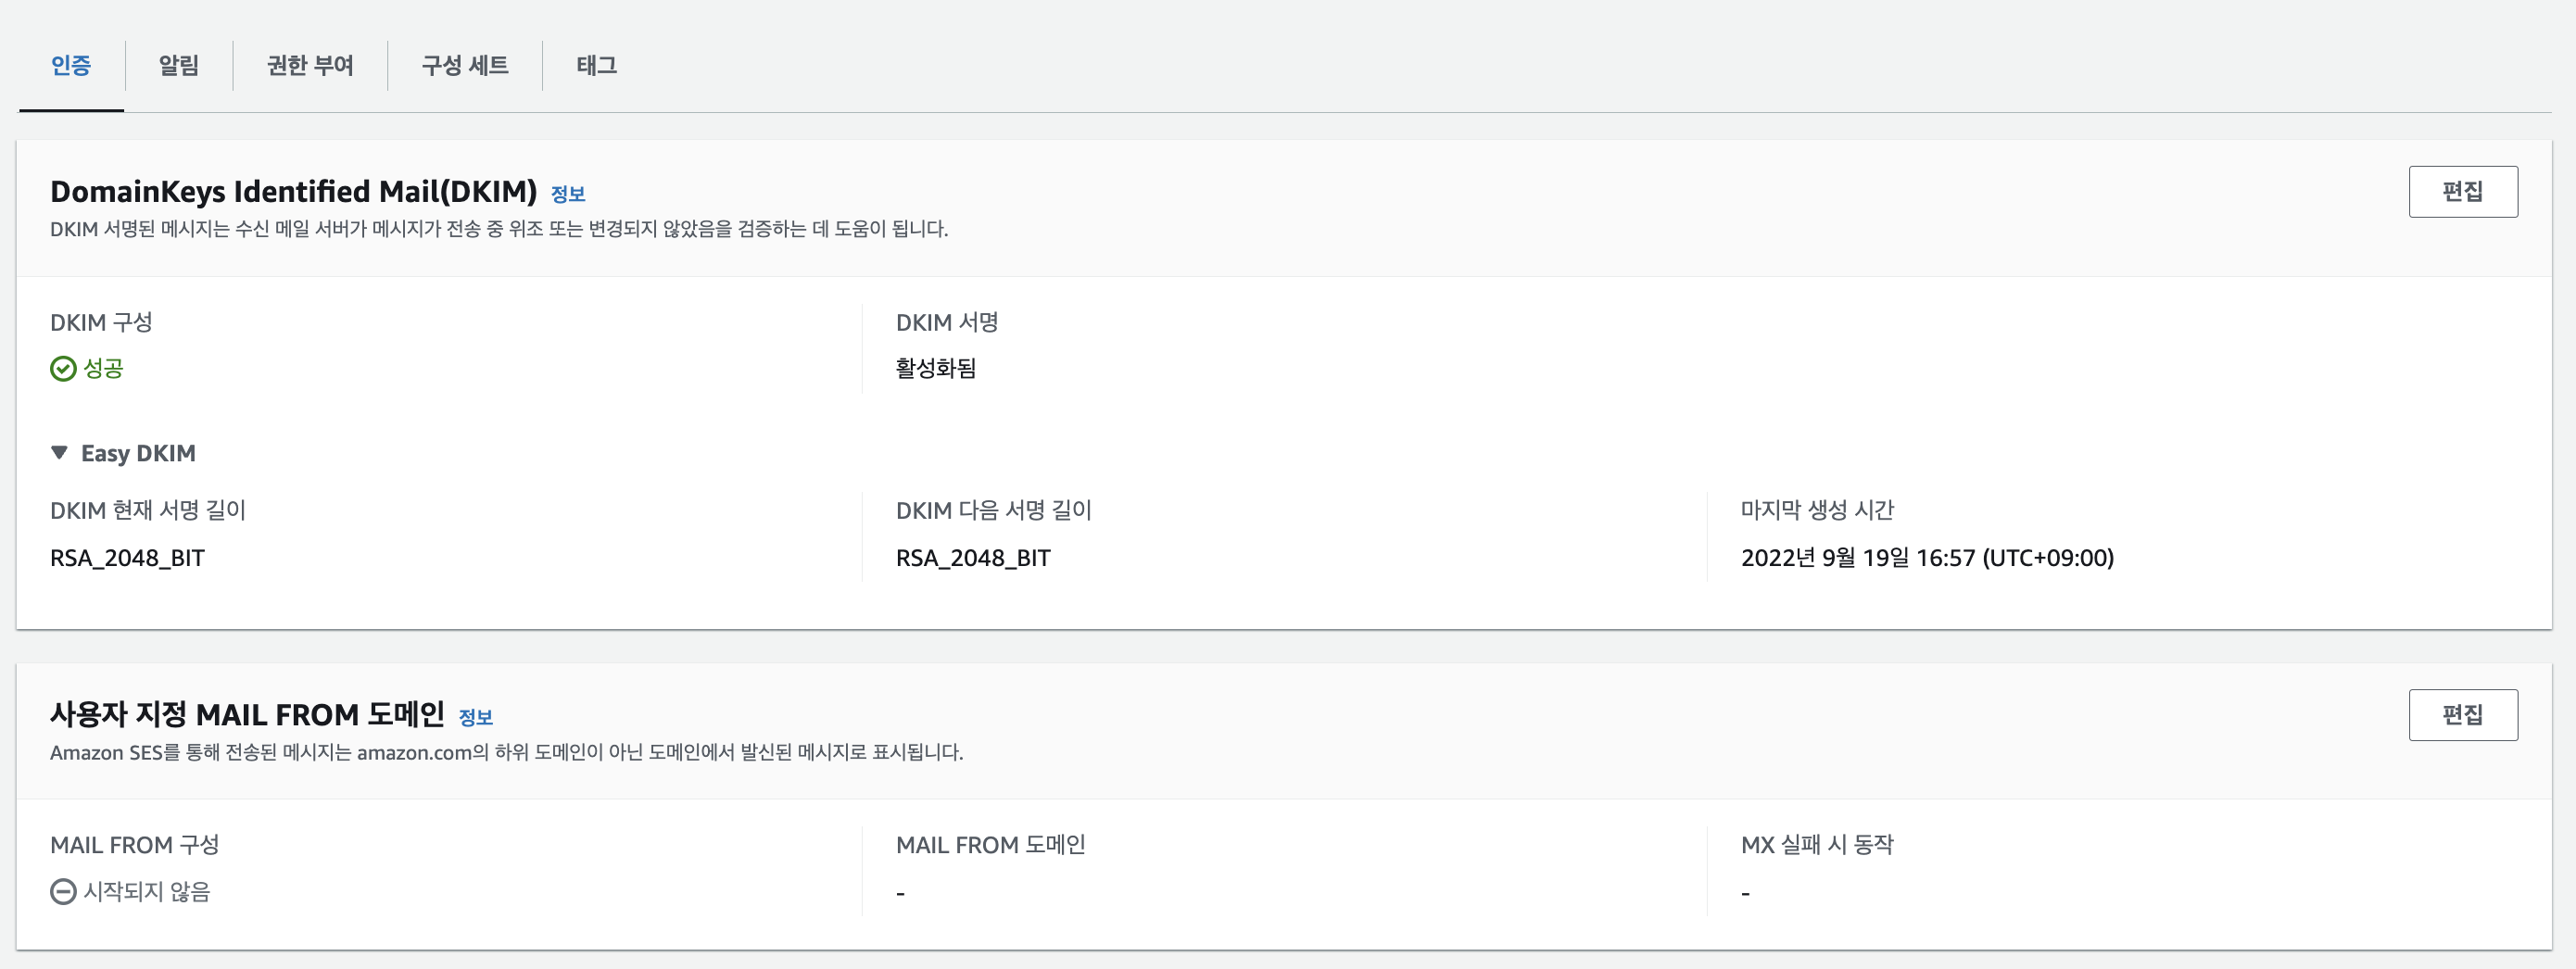 인증
알림
권한 부여
구성 세트
태그
DomainKeys Identified Mail(DKIM) 정보
편집
DKIM 서명된 메시지는 수신 메일 서버가 메시지가 전송 중 위조 또는 변경되지 않았음을 검증하는 데 도움이 됩니다.
DKIM 구성
성공
DKIM 서명
활성화됨
Easy DKIM
DKIM 현재 서명 길이
RSA_2048_BIT
DKIM 다음 서명 길이
RSA_2048_BIT
마지막 생성 시간
2022년 9월 19일 16:57 (UTC+09:00)
사용자 지정 MAIL FROM 도메인 정보
편집
Amazon SES를 통해 전송된 메시지는 amazon.com의 하위 도메인이 아닌 도메인에서 발신된 메시지로 표시됩니다.
MAIL FROM 구성
시작되지 않음
MAIL FROM 도메인
-
MX 실패 시 동작
-